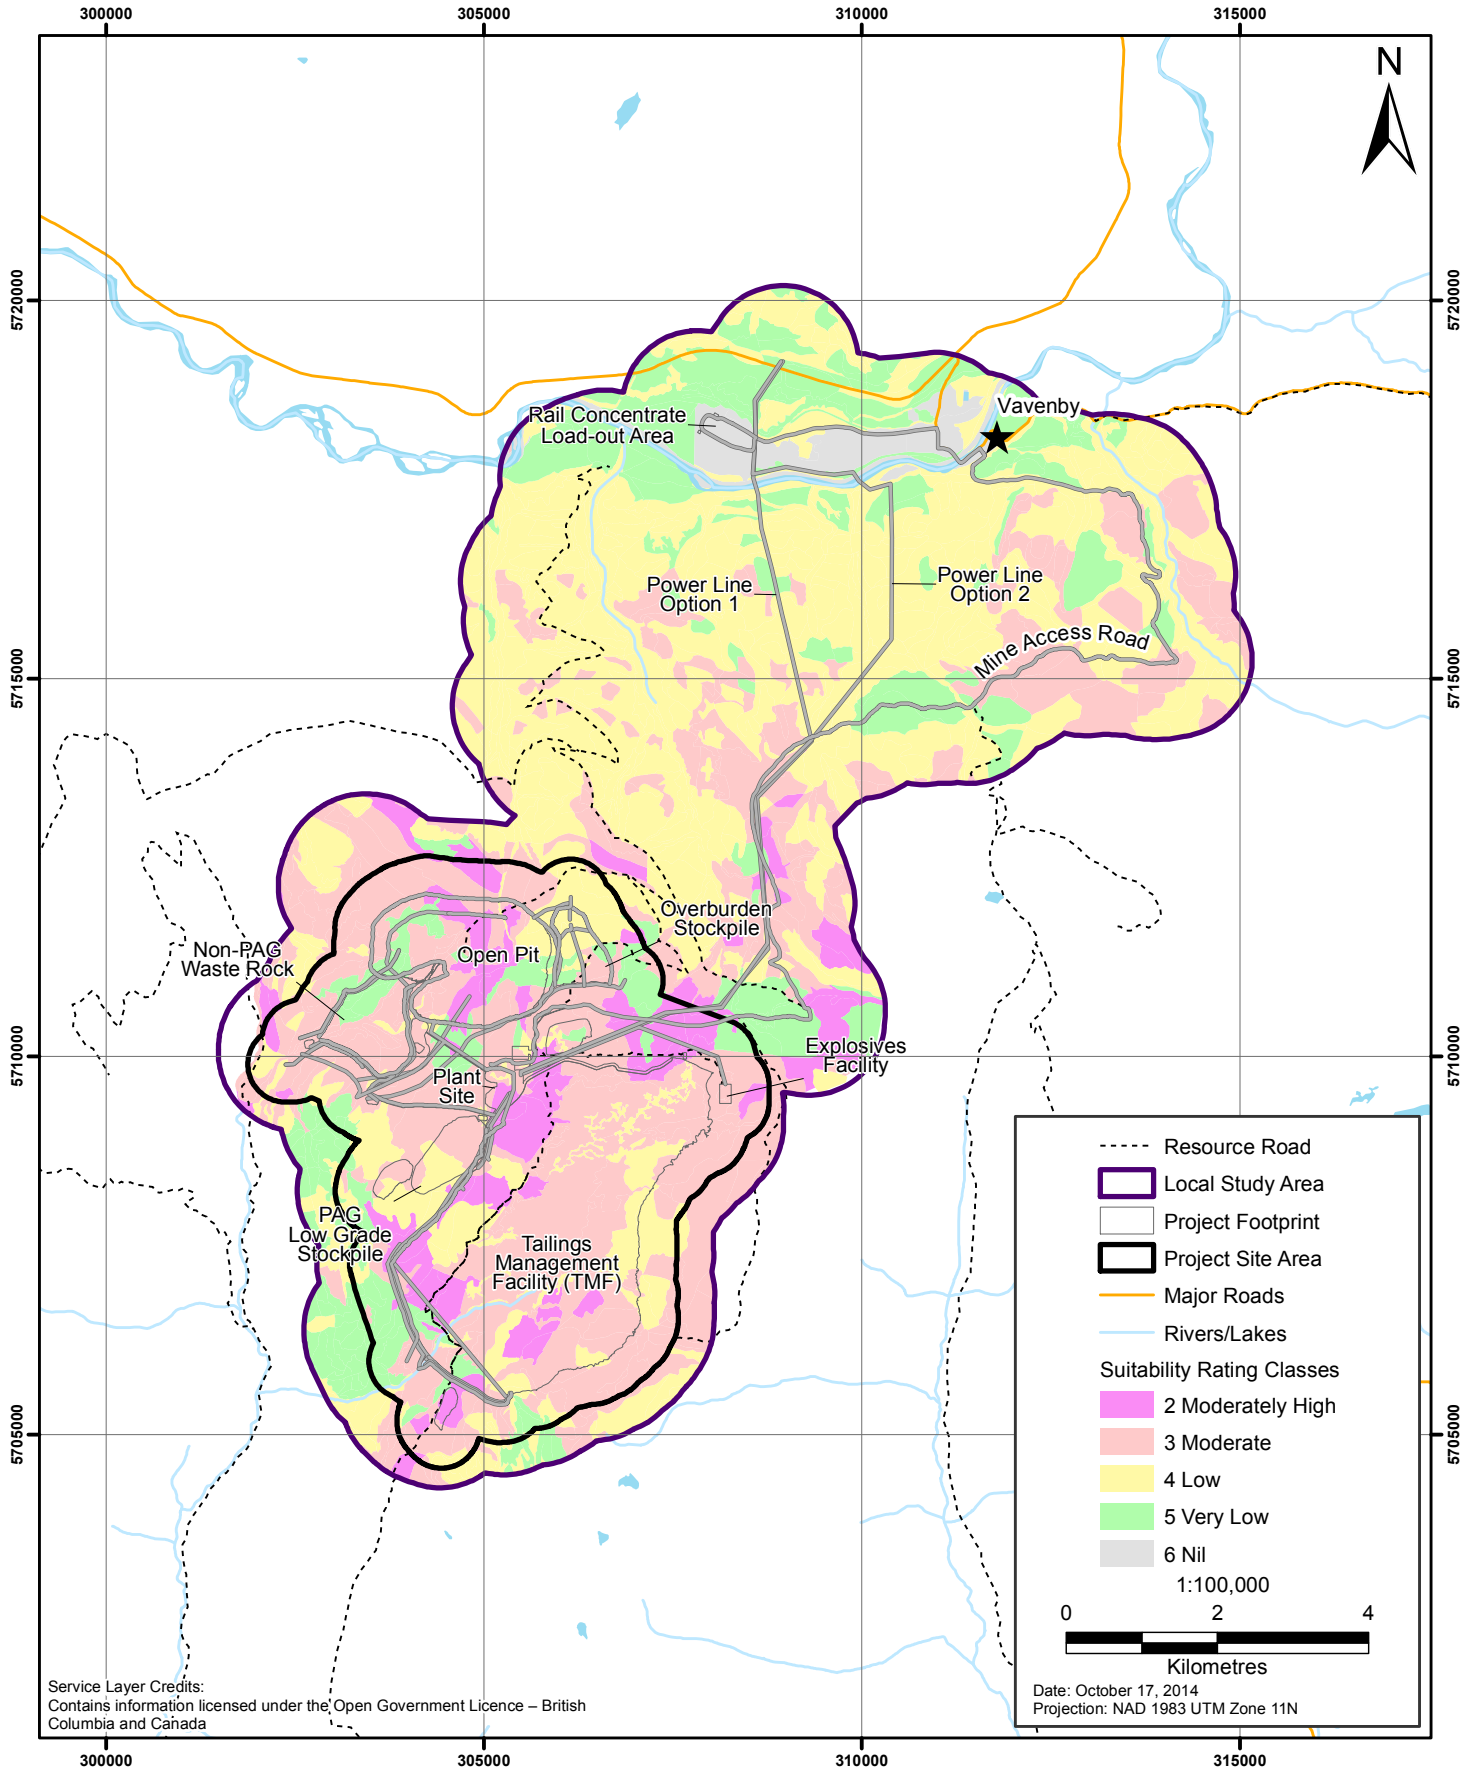 300000
305000
310000
315000
N
5720000
5720000
Rail Concentrate
Load-out Area
Vavenby
Power Line
Option 1
Power Line
Option 2
Mine Access Road
5715000
5715000
Overburden
Stockpile
Non-PAG
Waste Rock
Open Pit
5710000
5710000
Explosives
Facility
Plant
Site
PAG
Low Grade
Stockpile
Tailings
Management
Facility (TMF)
5705000
5705000
Resource Road
Local Study Area
Project Footprint
Project Site Area
Major Roads
Rivers/Lakes
Suitability Rating Classes
2 Moderately High
3 Moderate
4 Low
5 Very Low
6 Nil
1:100,000
0 2 4
Kilometres
Date: October 17, 2014
Projection: NAD 1983 UTM Zone 11N
Service Layer Credits:
Contains information licensed under the Open Government Licence – British
Columbia and Canada
300000
305000
310000
315000